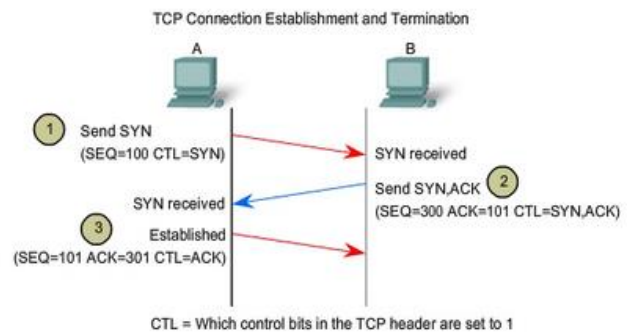 TCP Connection Establishment and Termination
A
B
1
Send SYN
(SEQ=100 CTL=SYN)
SYN received
Send SYN,ACK
2
(SEQ=300 ACK=101 CTL=SYN,ACK)
SYN received
3
Established
(SEQ=101 ACK=301 CTL=ACK)
CTL = Which control bits in the TCP header are set to 1